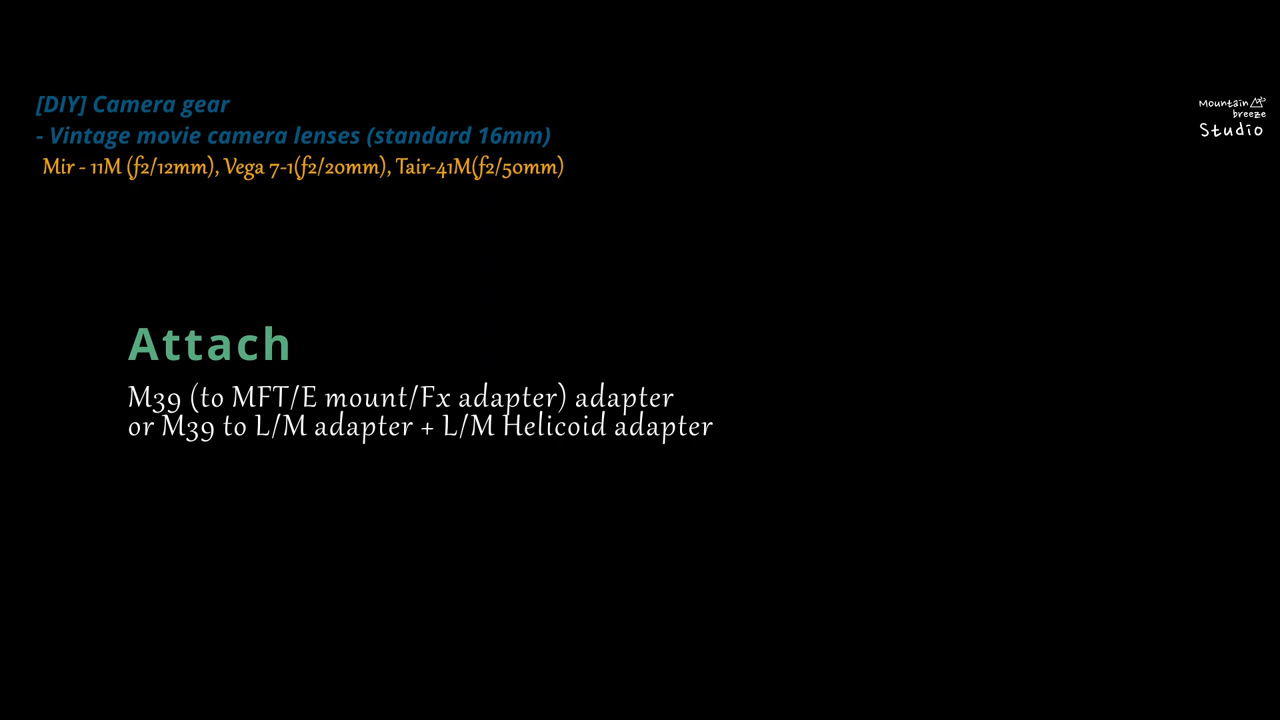 [DIY] Camera gear
- Vintage movie camera lenses (standard 16mm)
Mir - 11M (f2/12mm), Vega 7-1(f2/20mm), Tair-41M(f2/50mm)
Mountain
breeze
Studio
Attach
M39 (to MFT/E mount/Fx adapter) adapter
or M39 to L/M adapter + L/M Helicoid adapter